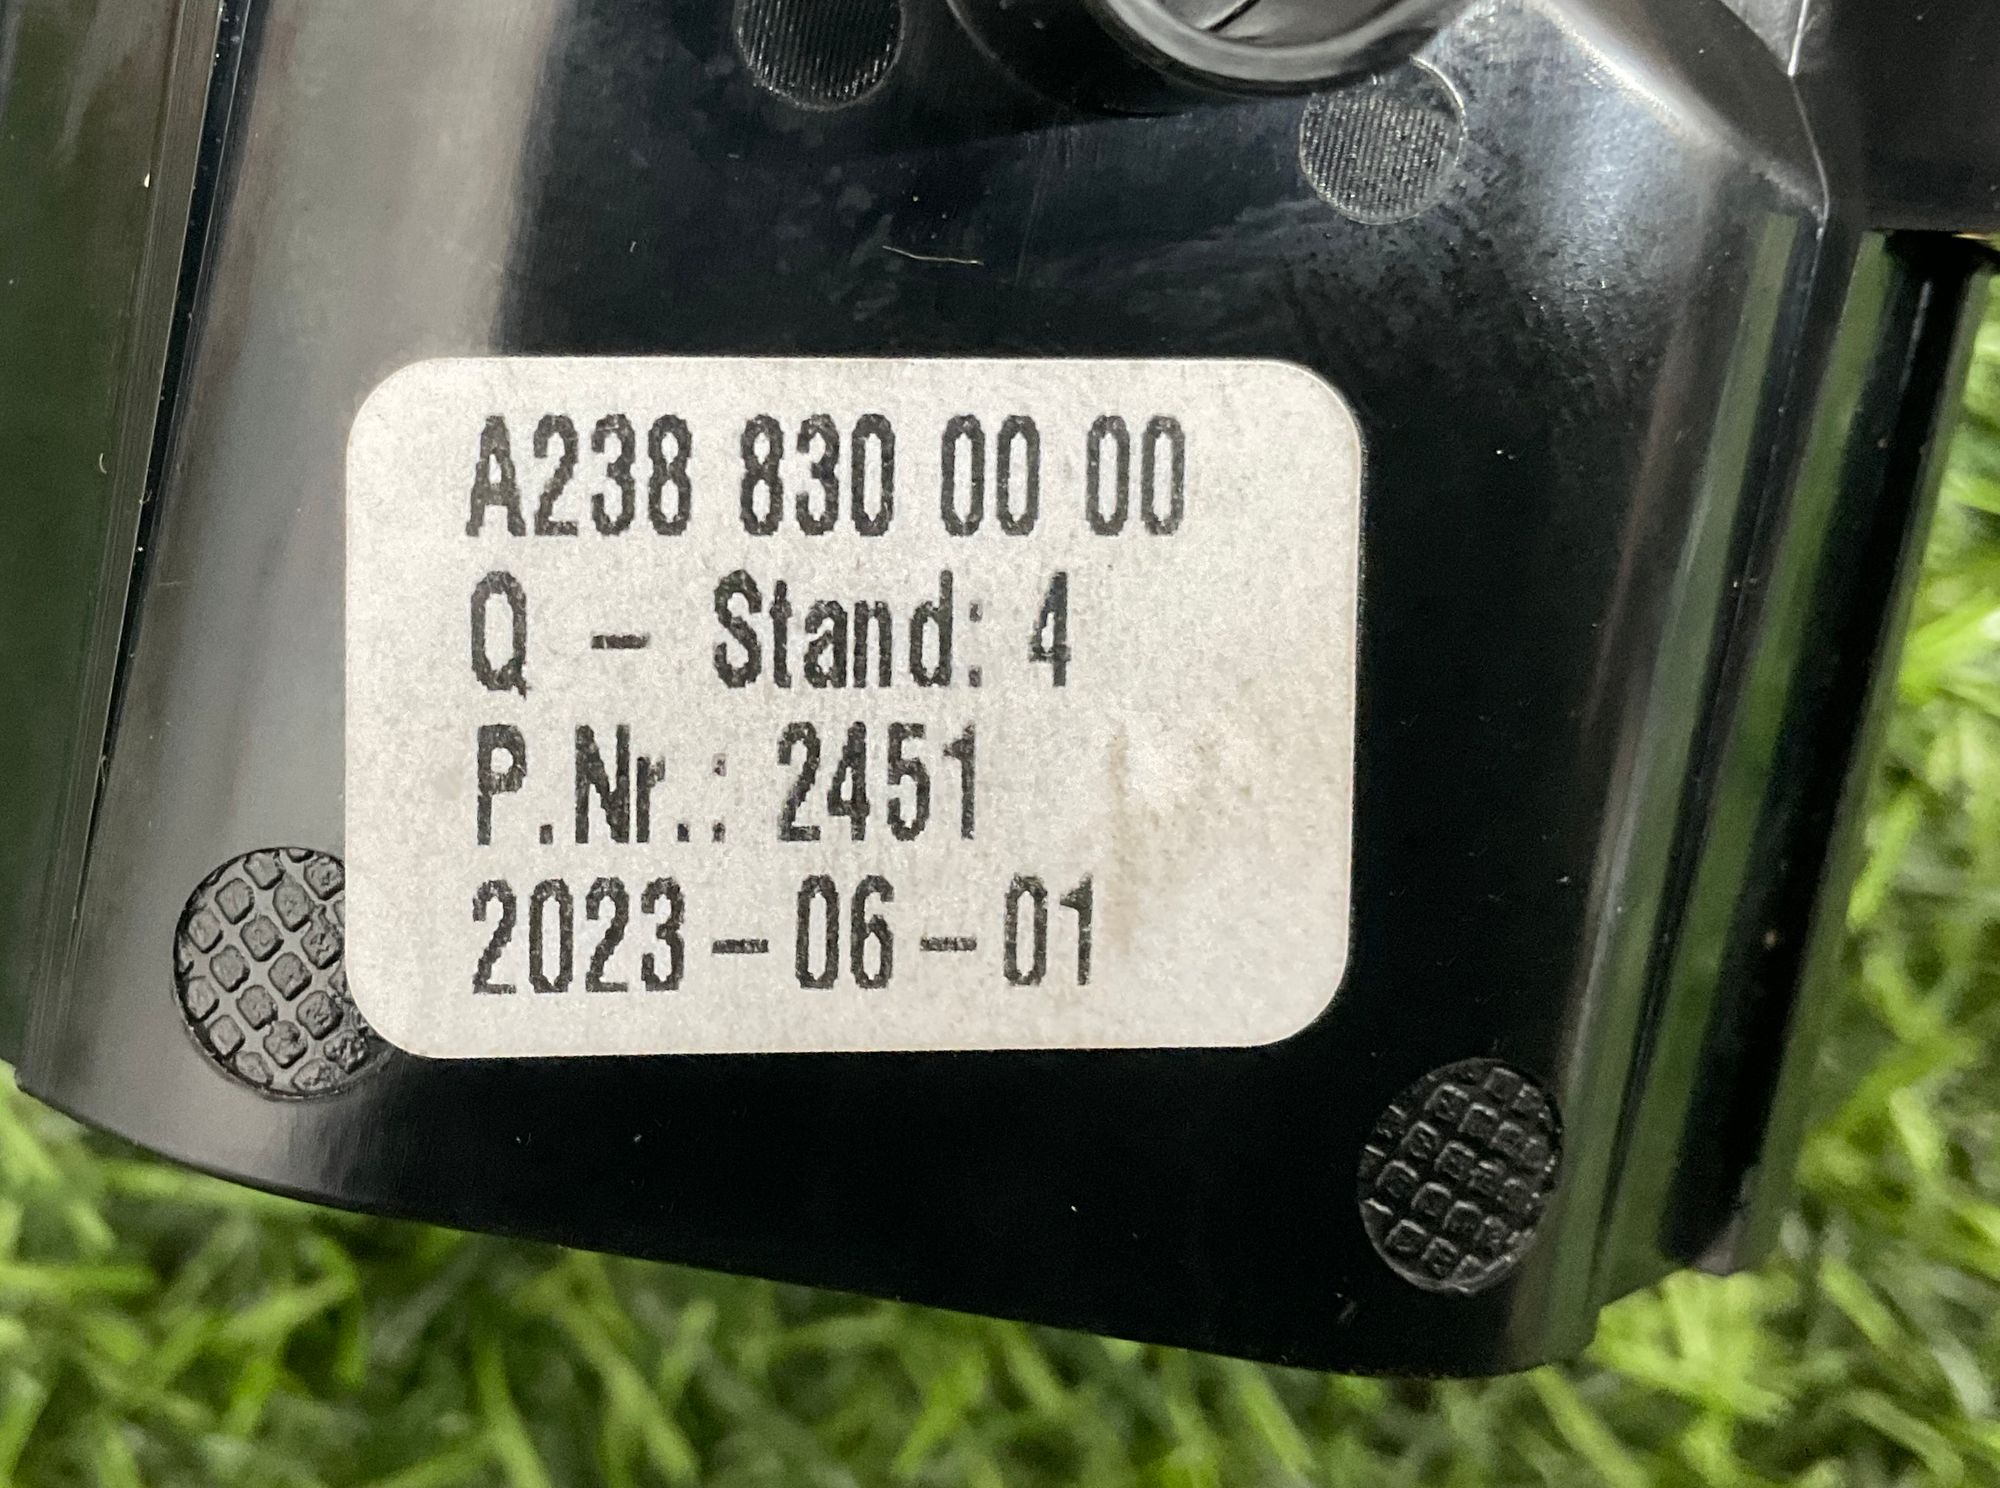 A238 830 00 00
Q - Stand: 4
P.Nr.: 2451
2023-06-01